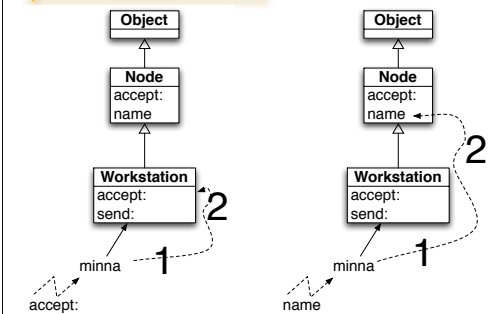 Object
Node
accept:
name
Workstation
accept:
send:
2
1
minna
accept:
Object
Node
accept:
name
2
Workstation
accept:
send:
1
minna
name